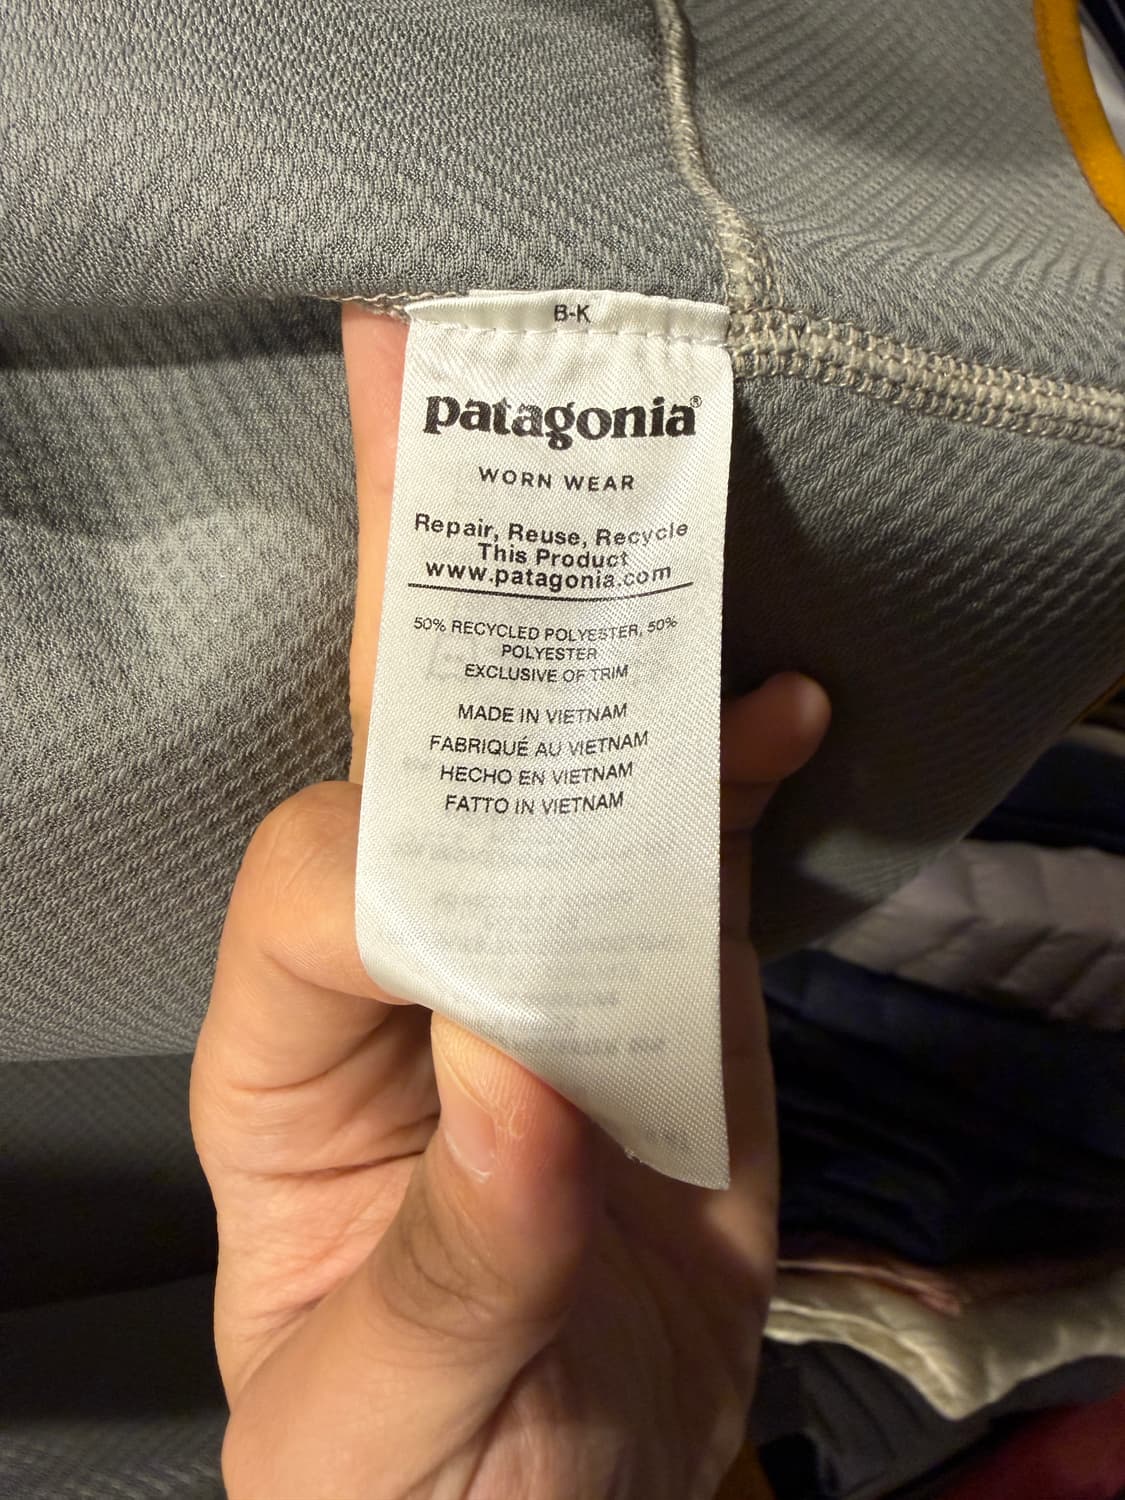 B-K
patagonia®
WORN WEAR
Repair, Reuse, Recycle
This Product
www.patagonia.com
50% RECYCLED POLYESTER, 50%
POLYESTER
EXCLUSIVE OF TRIM
MADE IN VIETNAM
FABRIQUÉ AU VIETNAM
HECHO EN VIETNAM
FATTO IN VIETNAM